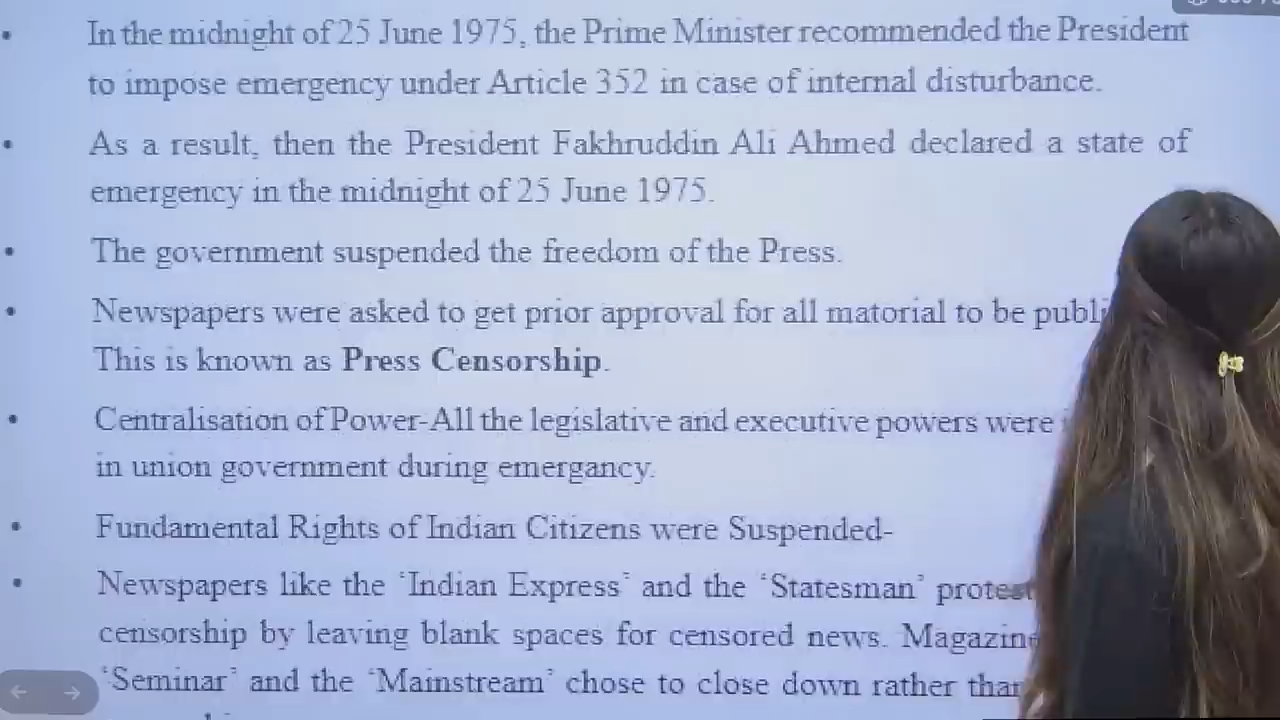 • In the midnight of 25 June 1975, the Prime Minister recommended the President
to impose emergency under Article 352 in case of internal disturbance.
• As a result, then the President Fakhruddin Ali Ahmed declared a state of
emergency in the midnight of 25 June 1975.
• The government suspended the freedom of the Press.
• Newspapers were asked to get prior approval for all matorial to be
This is known as Press Censorship.
• Centralisation of Power-All the legislative and executive powers were
in union government during emergancy.
• Fundamental Rights of Indian Citizens were Suspended-
• Newspapers like the 'Indian Express' and the 'Statesman' protest
censorship by leaving blank spaces for censored news.
'Seminar' and the 'Mainstream' chose to close down rather